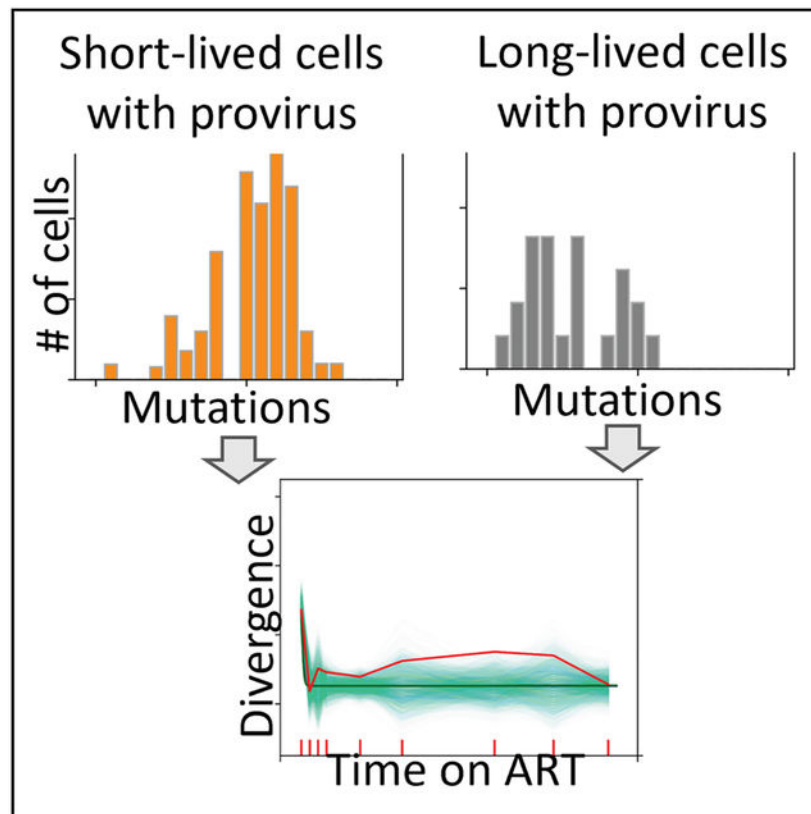 Short-lived cells
with provirus
Long-lived cells
with provirus
# of cells
Mutations
Mutations
Divergence
Time on ART